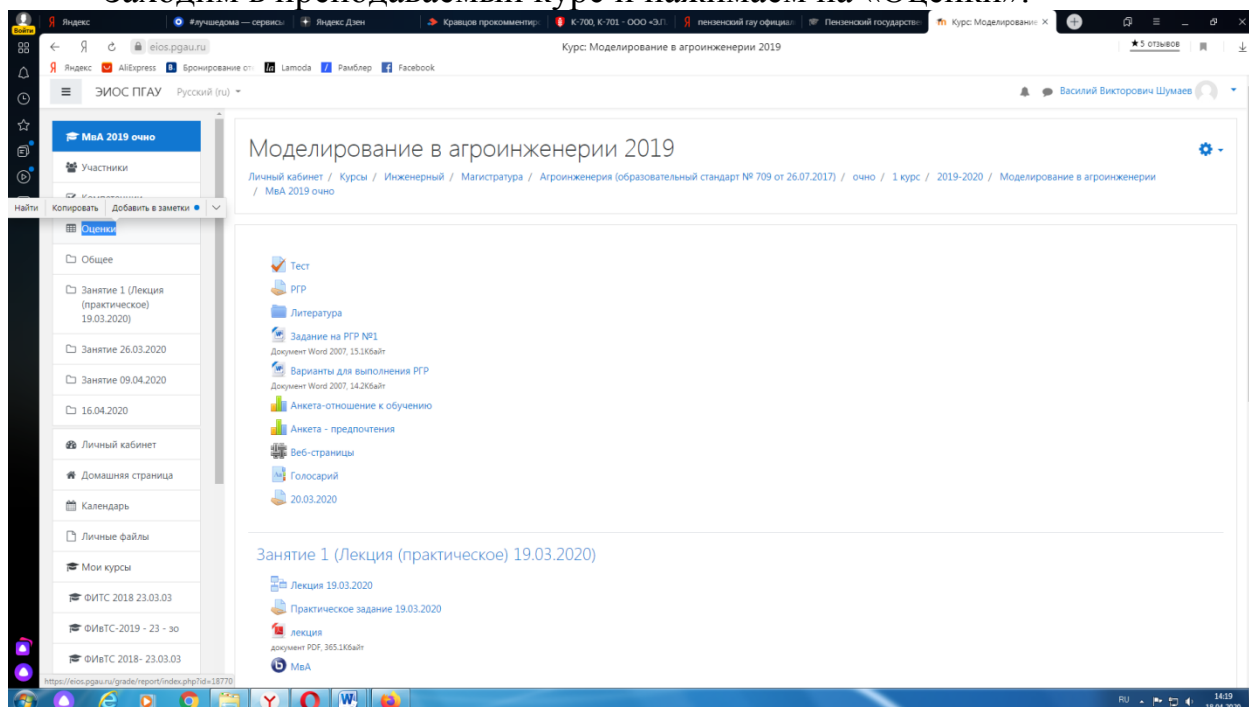 Заходим в преподаваемый курс и нажимаем на «Оценки».
Яндекс
#лучшедома — сервисы
Яндекс.Дзен
Кравцов прокомментиро
К-700, К-701 - ООО «З.П.
пензенский гау официал
Пензенский государстве
Курс: Моделирование
Войти
eios.pgau.ru
Курс: Моделирование в агроинженерии 2019
★5 отзывов
Яндекс
AliExpress
Бронирование от
Lamoda
Рамблер
Facebook
ЭИОС ПГАУ
Русский (ru)
Василий Викторович Шумаев
МвА 2019 очно
Участники
Компетенции
Найти
Копировать
Добавить в заметки
Оценки
Общее
Занятие 1 (Лекция
(практическое)
19.03.2020)
Занятие 26.03.2020
Занятие 09.04.2020
16.04.2020
Личный кабинет
Домашняя страница
Календарь
Личные файлы
Мои курсы
ФИТС 2018 23.03.03
ФИвТС-2019 - 23 - зо
ФИвТС 2018- 23.03.03
https://eios.pgau.ru/grade/report/index.php?id=18770
Моделирование в агроинженерии 2019
Личный кабинет / Курсы / Инженерный / Магистратура / Агроинженерия (образовательный стандарт № 709 от 26.07.2017) / очно / 1 курс / 2019-2020 / Моделирование в агроинженерии
/ МвА 2019 очно
Тест
РГР
Литература
Задание на РГР №1
Документ Word 2007, 15.1Кбайт
Варианты для выполнения РГР
Документ Word 2007, 14.2Кбайт
Анкета-отношение к обучению
Анкета - предпочтения
Веб-страницы
Голосарий
20.03.2020
Занятие 1 (Лекция (практическое) 19.03.2020)
Лекция 19.03.2020
Практическое задание 19.03.2020
лекция
документ PDF, 365.1Кбайт
МвА
RU
14:19